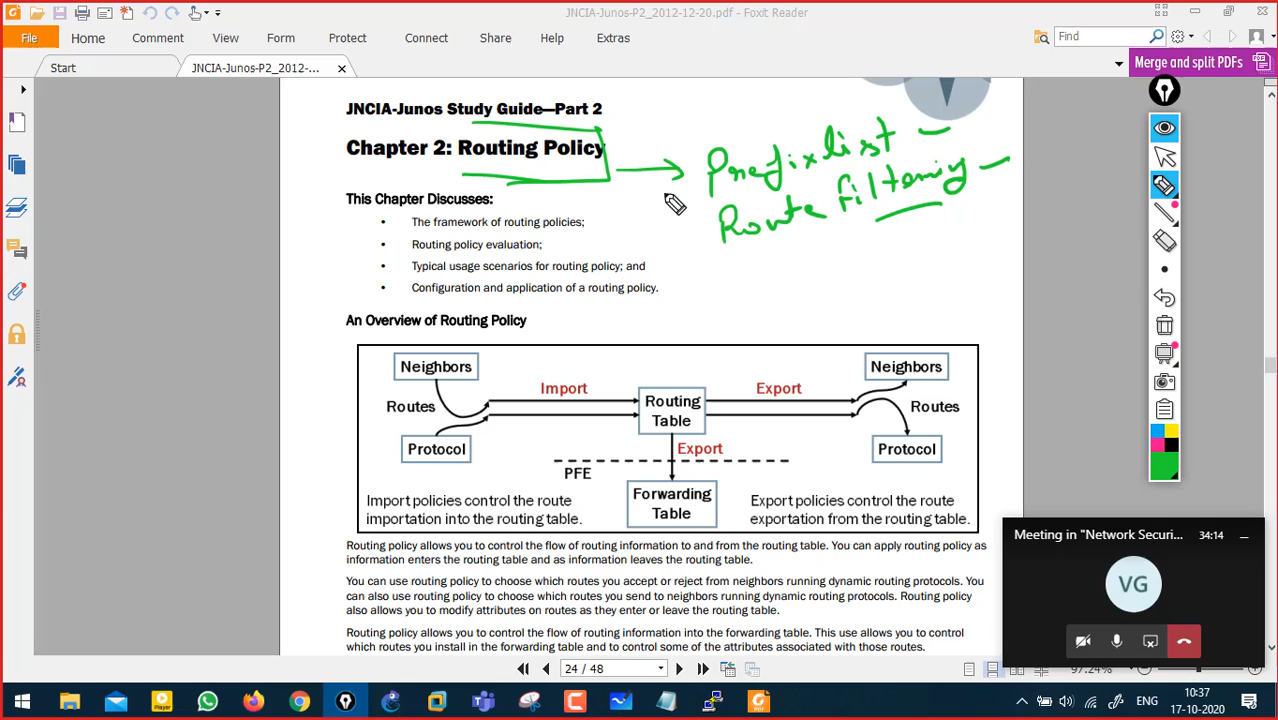 JNCIA-Junos-P2_2012-12-20.pdf - Foxit Reader
File Home Comment View Form Protect Connect Share Help Extras Find
Start JNCIA-Junos-P2_2012-12-... Merge and split PDFs
JNCIA-Junos Study Guide—Part 2
Chapter 2: Routing Policy
Prefixlist
Route filtering
This Chapter Discusses:
• The framework of routing policies;
• Routing policy evaluation;
• Typical usage scenarios for routing policy; and
• Configuration and application of a routing policy.
An Overview of Routing Policy
Neighbors Neighbors
Import Export
Routes Routing Table Routes
Protocol Export Protocol
PFE
Forwarding Table
Import policies control the route
importation into the routing table.
Export policies control the route
exportation from the routing table.
Routing policy allows you to control the flow of routing information to and from the routing table. You can apply routing policy as
information enters the routing table and as information leaves the routing table.
You can use routing policy to choose which routes you accept or reject from neighbors running dynamic routing protocols. You
can also use routing policy to choose which routes you send to neighbors running dynamic routing protocols. Routing policy
also allows you to modify attributes on routes as they enter or leave the routing table.
Routing policy allows you to control the flow of routing information into the forwarding table. This use allows you to control
which routes you install in the forwarding table and to control some of the attributes associated with those routes.
Meeting in "Network Securi... 34:14
VG
24 / 48
97.24%
ENG
10:37
17-10-2020